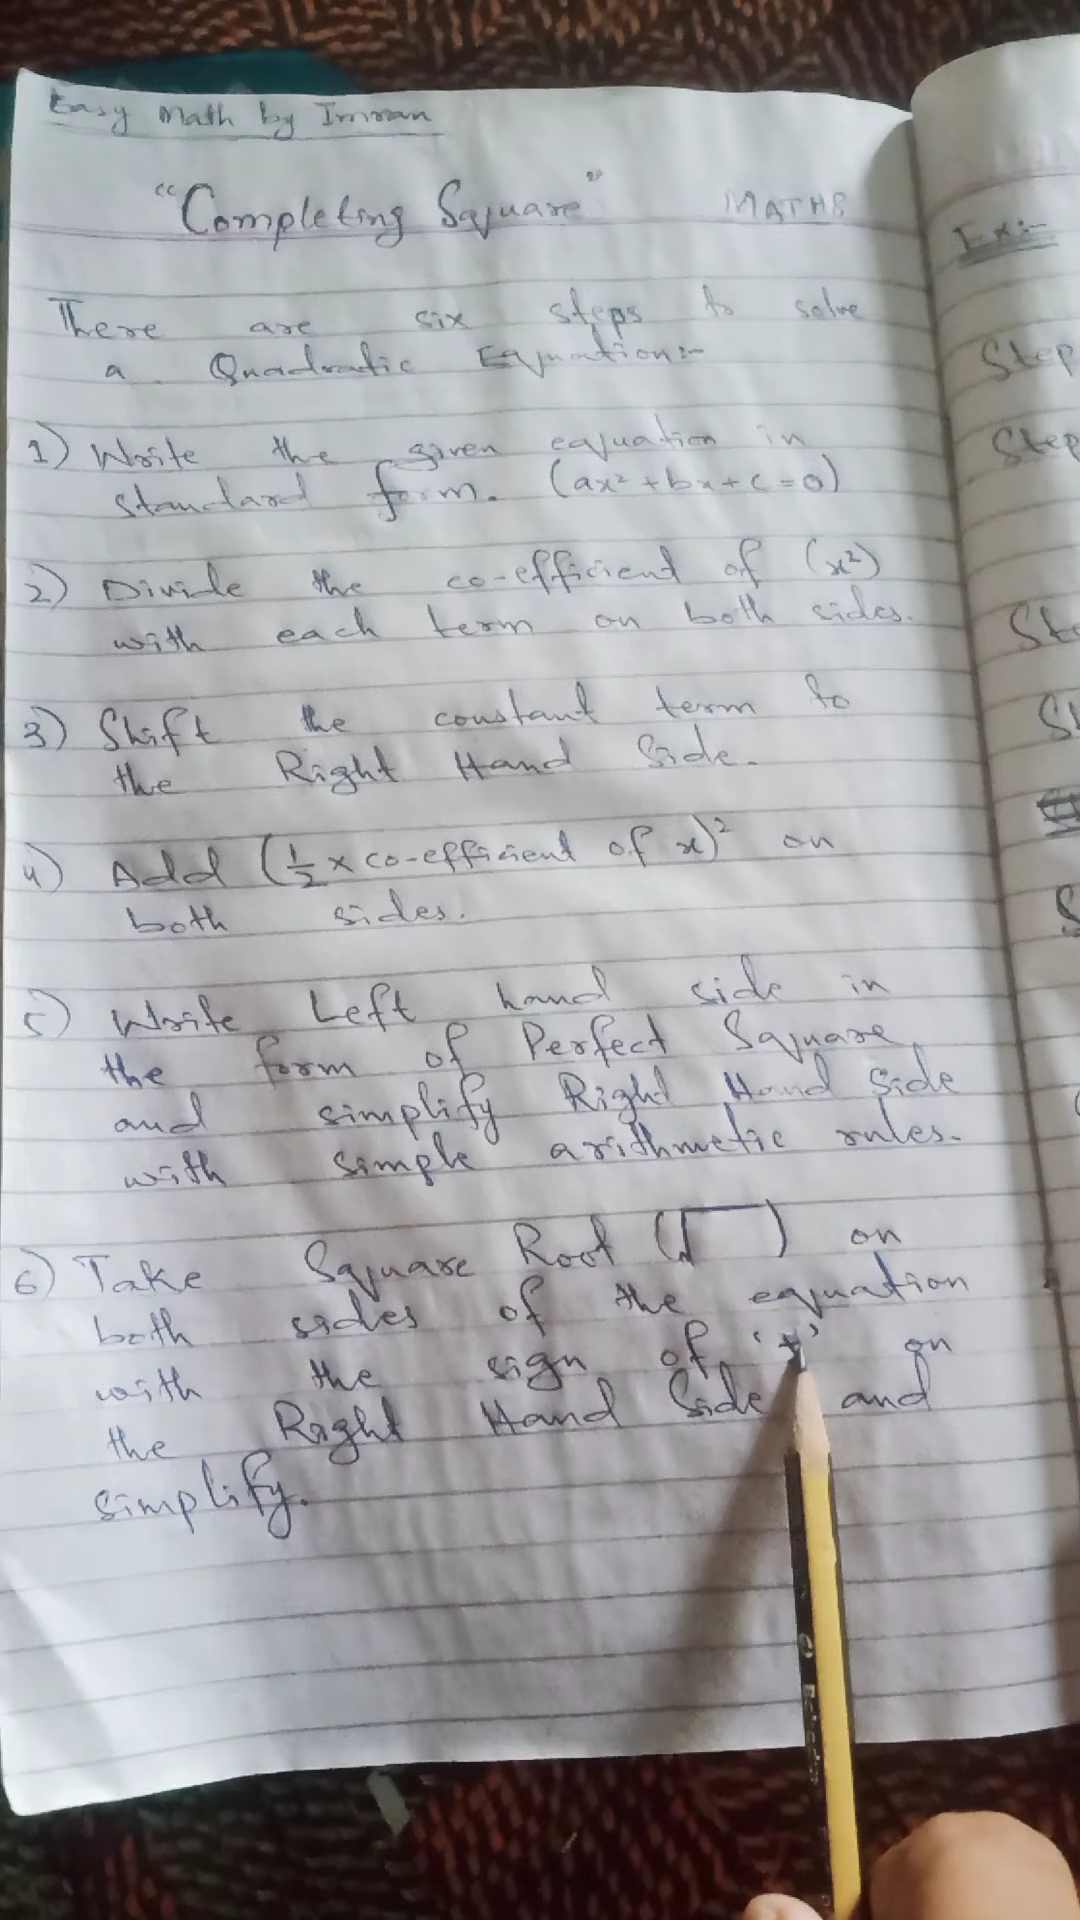 Easy Math by Imran
"Completing Square" MATHS
There are six steps to solve
a Quadratic Equation:-
1) Write the given equation in
standard form. (ax² + bx + c = 0)
2) Divide the co-efficient of (x²)
with each term on both sides.
3) Shift the constant term to
the Right Hand Side.
4) Add (½ x co-efficient of x)² on
both sides.
5) Write Left hand side in
the form of Perfect Square,
and simplify Right Hand Side
with simple arithmetic rules.
6) Take Square Root (√ ) on
both sides of the equation
with the sign of '±' on
the Right Hand Side and
simplify.
Ex:-
Step
Step